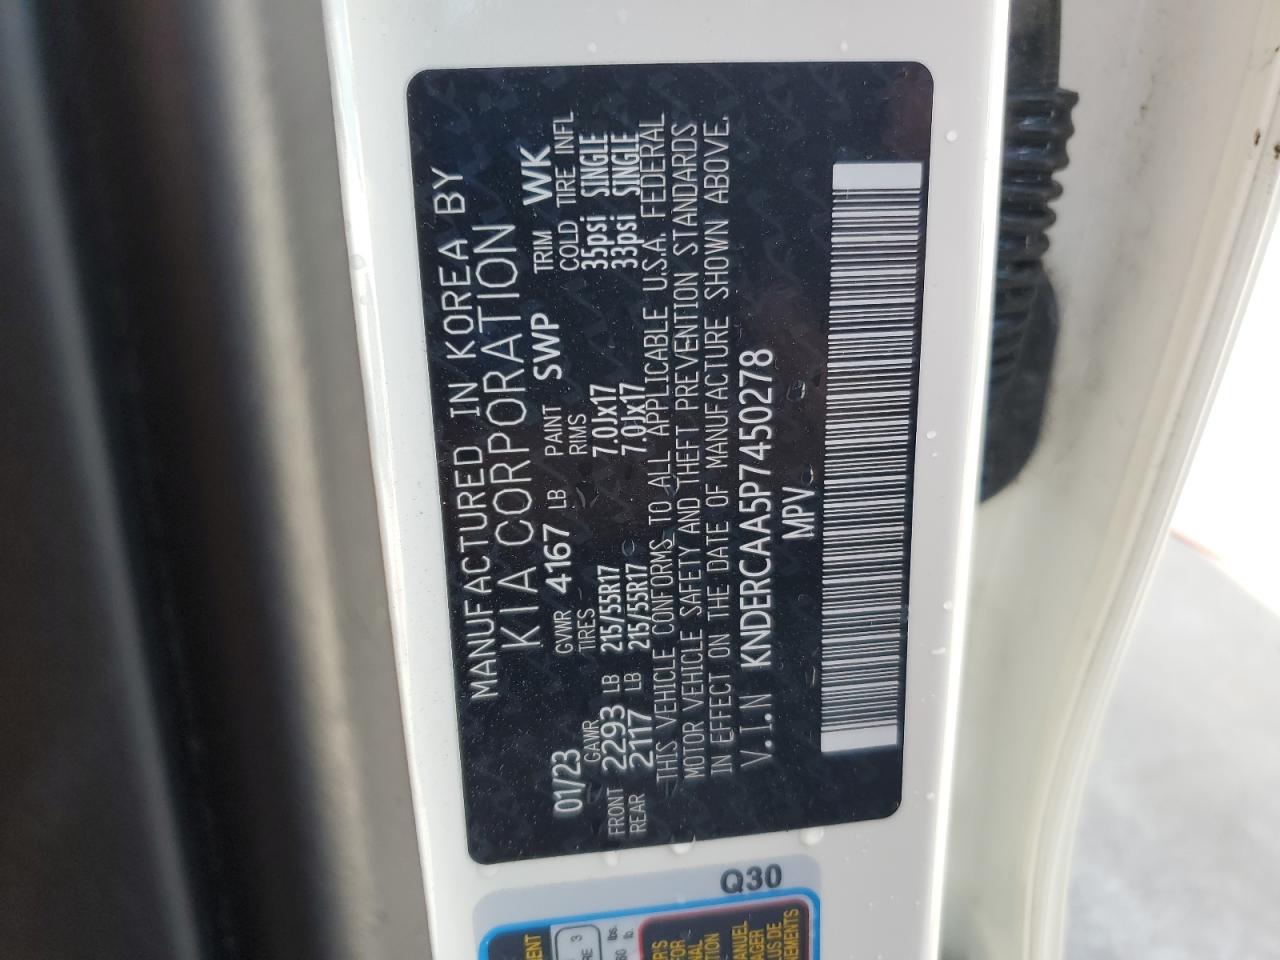 MANUFACTURED IN KOREA BY
KIA CORPORATION
01/23 GVWR 4167 LB PAINT SWP TRIM WK
GAWR TIRES RIMS COLD TIRE INFL
FRONT 2293 LB 215/55R17 7.0Jx17 35psi SINGLE
REAR 2117 LB 215/55R17 7.0Jx17 33psi SINGLE
THIS VEHICLE CONFORMS TO ALL APPLICABLE U.S.A. FEDERAL
MOTOR VEHICLE SAFETY AND THEFT PREVENTION STANDARDS
IN EFFECT ON THE DATE OF MANUFACTURE SHOWN ABOVE.
V.I.N KNDERCAA5P7450278
MPV
Q30